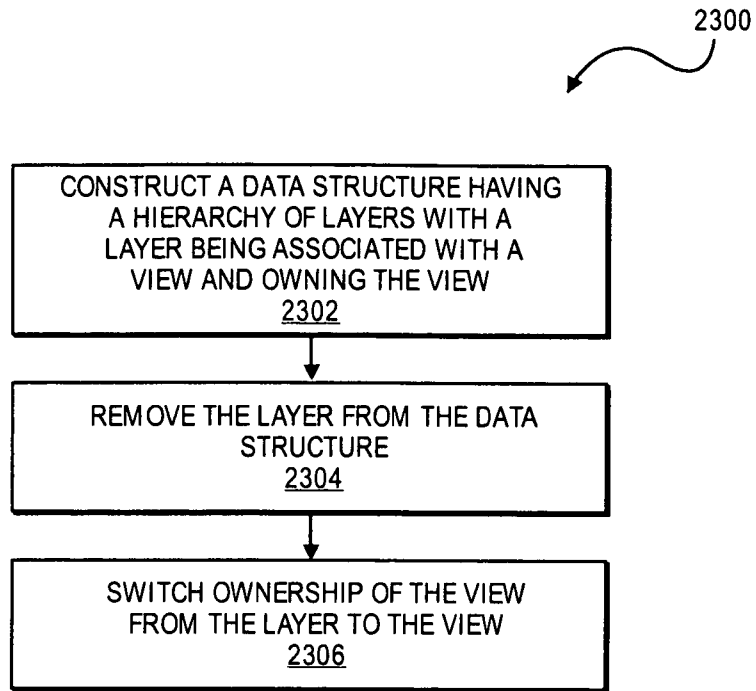 2300
CONSTRUCT A DATA STRUCTURE HAVING
A HIERARCHY OF LAYERS WITH A
LAYER BEING ASSOCIATED WITH A
VIEW AND OWNING THE VIEW
2302
REMOVE THE LAYER FROM THE DATA
STRUCTURE
2304
SWITCH OWNERSHIP OF THE VIEW
FROM THE LAYER TO THE VIEW
2306